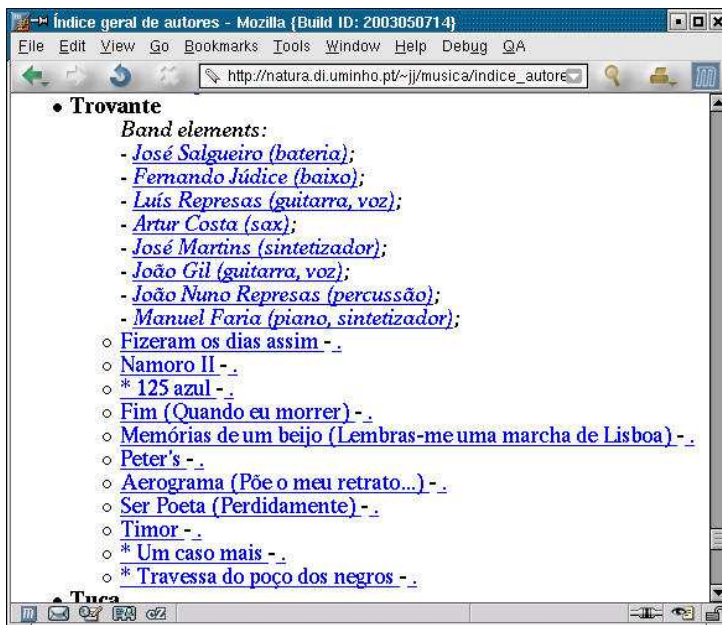 Índice geral de autores - Mozilla {Build ID: 2003050714}
File Edit View Go Bookmarks Tools Window Help Debug QA
http://natura.di.uminho.pt/~jj/musica/indice_autore
• Trovante
Band elements:
- José Salgueiro (bateria);
- Fernando Júdice (baixo);
- Luís Represas (guitarra, voz);
- Artur Costa (sax);
- José Martins (sintetizador);
- João Gil (guitarra, voz);
- João Nuno Represas (percussão);
- Manuel Faria (piano, sintetizador);
○ Fizeram os dias assim - .
○ Namoro II - .
○ * 125 azul - .
○ Fim (Quando eu morrer) - .
○ Memórias de um beijo (Lembras-me uma marcha de Lisboa) - .
○ Peter's - .
○ Aerograma (Põe o meu retrato...) - .
○ Ser Poeta (Perdidamente) - .
○ Timor - .
○ * Um caso mais - .
○ * Travessa do poço dos negros - .
• Tuca